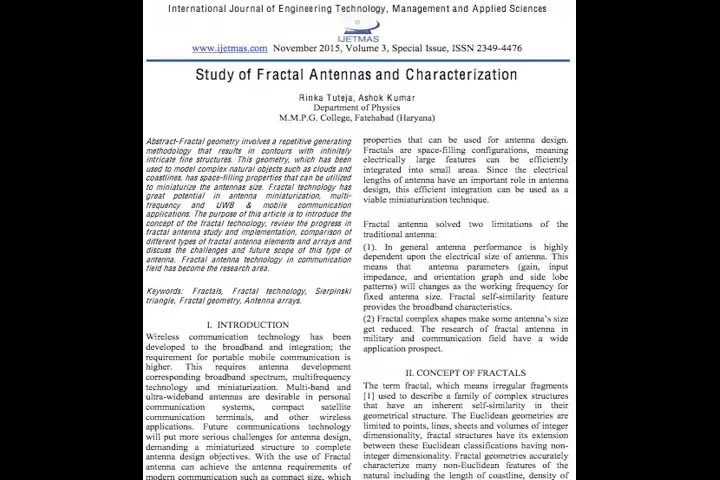 International Journal of Engineering Technology, Management and Applied Sciences
IJETMAS
www.ijetmas.com November 2015, Volume 3, Special Issue, ISSN 2349-4476
Study of Fractal Antennas and Characterization
Rinka Tuteja, Ashok Kumar
Department of Physics
M.M.P.G. College, Fatehabad (Haryana)
Abstract-Fractal geometry involves a repetitive generating
methodology that results in contours with infinitely
intricate fine structures. This geometry, which has been
used to model complex natural objects such as clouds and
coastlines, has space-filling properties that can be utilized
to miniaturize the antennas size. Fractal technology has
great potential in antenna miniaturization, multi-
frequency and UWB & mobile communication
applications. The purpose of this article is to introduce the
concept of the fractal technology, review the progress in
fractal antenna study and implementation, comparison of
different types of fractal antenna elements and arrays and
discuss the challenges and future scope of this type of
antenna. Fractal antenna technology in communication
field has become the research area.
Keywords: Fractals, Fractal technology, Sierpinski
triangle, Fractal geometry, Antenna arrays.
I. INTRODUCTION
Wireless communication technology has been
developed to the broadband and integration; the
requirement for portable mobile communication is
higher. This requires antenna development
corresponding broadband spectrum, multifrequency
technology and miniaturization. Multi-band and
ultra-wideband antennas are desirable in personal
communication systems, compact satellite
communication terminals, and other wireless
applications. Future communications technology
will put more serious challenges for antenna design,
demanding a miniaturized structure to complete
antenna design objectives. With the use of Fractal
antenna can achieve the antenna requirements of
modern communication such as compact size, which
properties that can be used for antenna design.
Fractals are space-filling configurations, meaning
electrically large features can be efficiently
integrated into small areas. Since the electrical
lengths of antenna have an important role in antenna
design, this efficient integration can be used as a
viable miniaturization technique.
Fractal antenna solved two limitations of the
traditional antenna:
(1). In general antenna performance is highly
dependent upon the electrical size of antenna. This
means that antenna parameters (gain, input
impedance, and orientation graph and side lobe
patterns) will changes as the working frequency for
fixed antenna size. Fractal self-similarity feature
provides the broadband characteristics.
(2) Fractal complex shapes make some antenna's size
get reduced. The research of fractal antenna in
military and communication field have a wide
application prospect.
II. CONCEPT OF FRACTALS
The term fractal, which means irregular fragments
[1] used to describe a family of complex structures
that have an inherent self-similarity in their
geometrical structure. The Euclidean geometries are
limited to points, lines, sheets and volumes of integer
dimensionality, fractal structures have its extension
between these Euclidean classifications having non-
integer dimensionality. Fractal geometries accurately
characterize many non-Euclidean features of the
natural including the length of coastline, density of